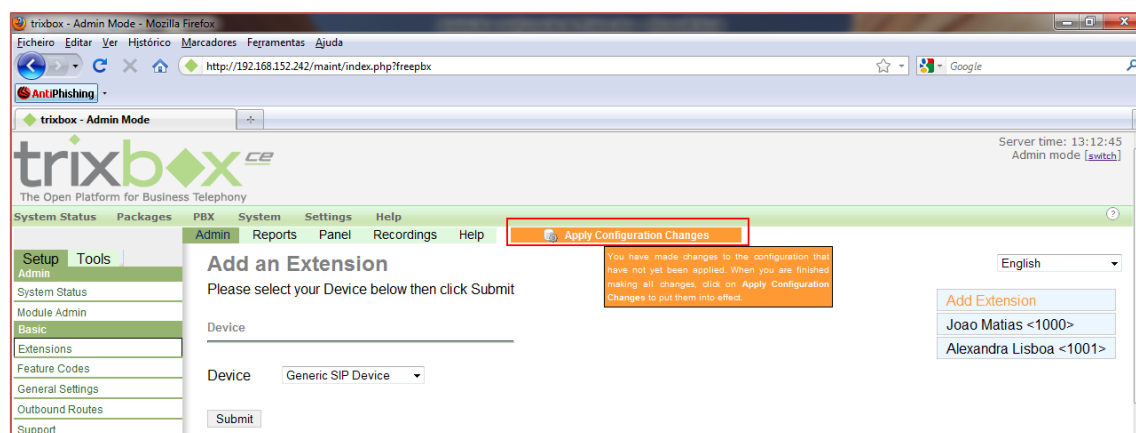 trixbox - Admin Mode - Mozilla Firefox
Ficheiro Editar Ver Histórico Marcadores Ferramentas Ajuda
http://192.168.152.242/maint/index.php?freepbx
Google
AntiPhishing
trixbox - Admin Mode
trixbox ce
The Open Platform for Business Telephony
Server time: 13:12:45
Admin mode [switch]
System Status Packages PBX System Settings Help
Admin Reports Panel Recordings Help Apply Configuration Changes
You have made changes to the configuration that
have not yet been applied. When you are finished
making all changes, click on Apply Configuration
Changes to put them into effect.
Setup Tools
Admin
System Status
Module Admin
Basic
Extensions
Feature Codes
General Settings
Outbound Routes
Support
Add an Extension
Please select your Device below then click Submit
Device
Device Generic SIP Device
Submit
English
Add Extension
Joao Matias <1000>
Alexandra Lisboa <1001>